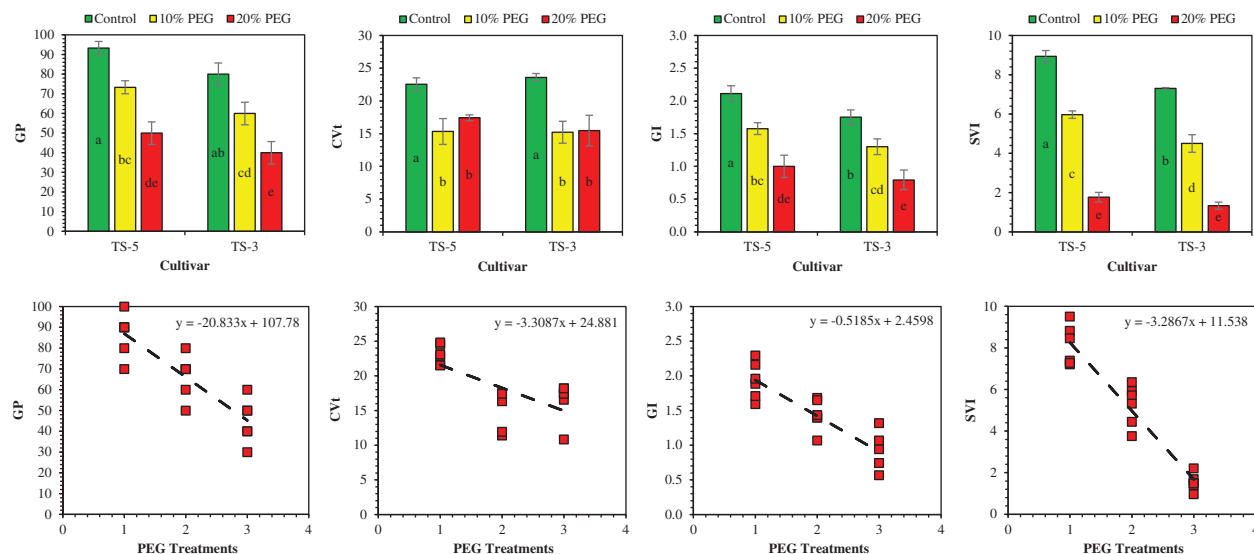 Control 10% PEG 20% PEG
GP
100
90
80
70
60
50
40
30
20
10
0
a
bc
de
ab
cd
e
TS-5 TS-3
Cultivar
Control 10% PEG 20% PEG
CVt
30
25
20
15
10
5
0
a
b
b
a
b
b
TS-5 TS-3
Cultivar
Control 10% PEG 20% PEG
GI
3.0
2.5
2.0
1.5
1.0
0.5
0.0
a
bc
de
b
cd
e
TS-5 TS-3
Cultivar
Control 10% PEG 20% PEG
SVI
10
8
6
4
2
0
a
c
e
b
d
e
TS-5 TS-3
Cultivar
GP
100
90
80
70
60
50
40
30
20
10
0
y = -20.833x + 107.78
0 1 2 3 4
PEG Treatments
CVt
30
25
20
15
10
5
0
y = -3.3087x + 24.881
0 1 2 3 4
PEG Treatments
GI
3.0
2.5
2.0
1.5
1.0
0.5
0.0
y = -0.5185x + 2.4598
0 1 2 3 4
PEG Treatments
SVI
10
8
6
4
2
0
y = -3.2867x + 11.538
0 1 2 3 4
PEG Treatments